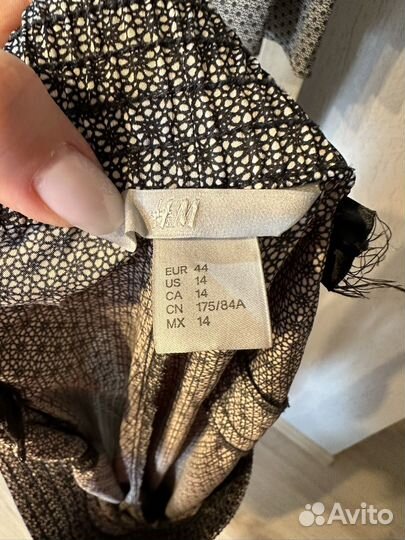 H&M
EUR 44
US 14
CA 14
CN 175/84A
MX 14
Avito